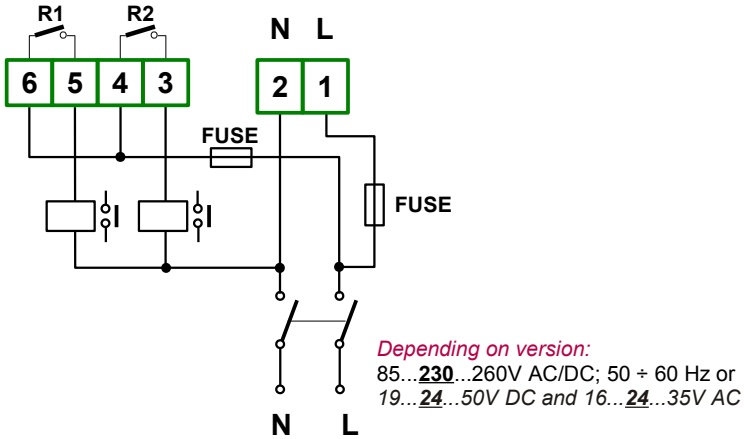 R1 R2
N L
6 5 4 3 2 1
FUSE
FUSE
Depending on version:
85...230...260V AC/DC; 50 ÷ 60 Hz or
19...24...50V DC and 16...24...35V AC
N L